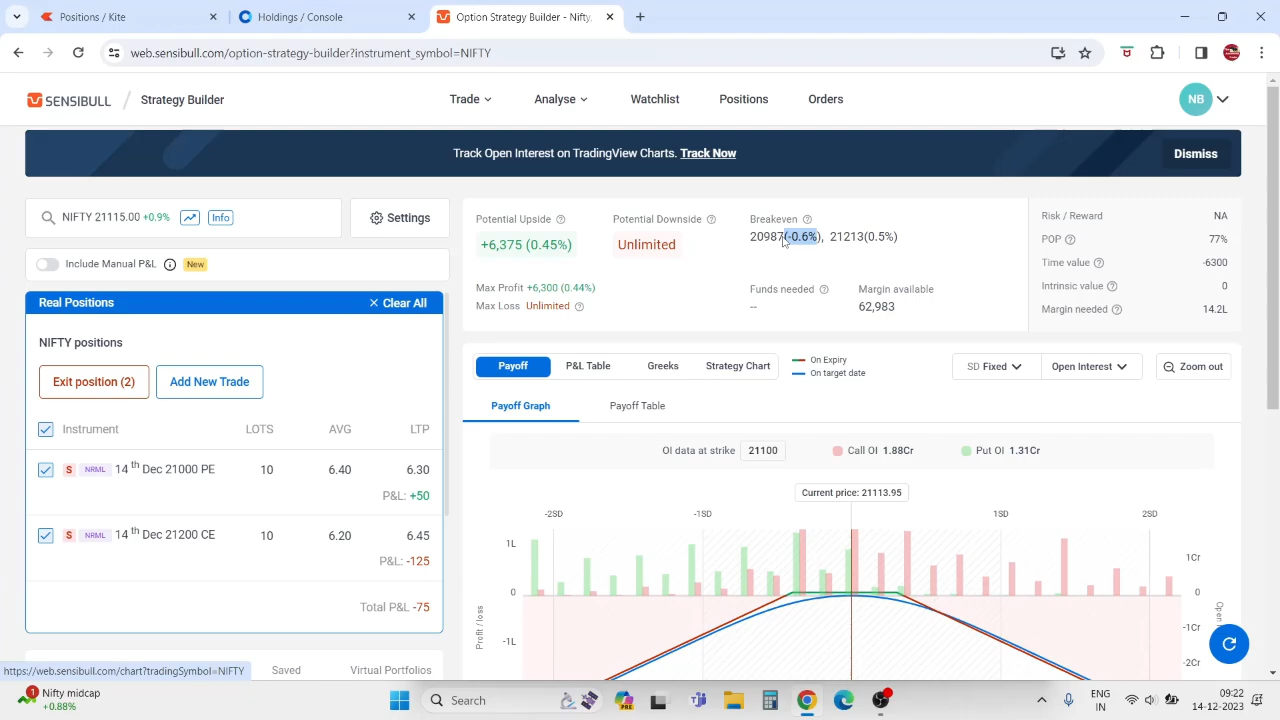 Positions / Kite
Holdings / Console
Option Strategy Builder - Nifty,
web.sensibull.com/option-strategy-builder?instrument_symbol=NIFTY
SENSIBULL / Strategy Builder
Trade
Analyse
Watchlist
Positions
Orders
NB
Track Open Interest on TradingView Charts. Track Now
Dismiss
NIFTY 21115.00 +0.9% Info
Settings
Include Manual P&L New
Real Positions
× Clear All
NIFTY positions
Exit position (2)
Add New Trade
Instrument LOTS AVG LTP
S NRML 14 th Dec 21000 PE 10 6.40 6.30
P&L: +50
S NRML 14 th Dec 21200 CE 10 6.20 6.45
P&L: -125
Total P&L -75
Saved
Virtual Portfolios
Potential Upside
+6,375 (0.45%)
Potential Downside
Unlimited
Breakeven
20987(-0.6%), 21213(0.5%)
Max Profit +6,300 (0.44%)
Max Loss Unlimited
Funds needed
--
Margin available
62,983
Risk / Reward NA
POP 77%
Time value -6300
Intrinsic value 0
Margin needed 14.2L
Payoff
P&L Table
Greeks
Strategy Chart
On Expiry
On target date
SD Fixed
Open Interest
Zoom out
Payoff Graph
Payoff Table
OI data at strike 21100
Call OI 1.88Cr
Put OI 1.31Cr
Current price: 21113.95
-2SD
-1SD
1SD
2SD
1L
0
-1L
Profit / loss
1Cr
0
-1Cr
-2Cr
https://web.sensibull.com/chart?tradingSymbol=NIFTY
1
Nifty midcap
+0.88%
Search
PRE
ENG
IN
09:22
14-12-2023